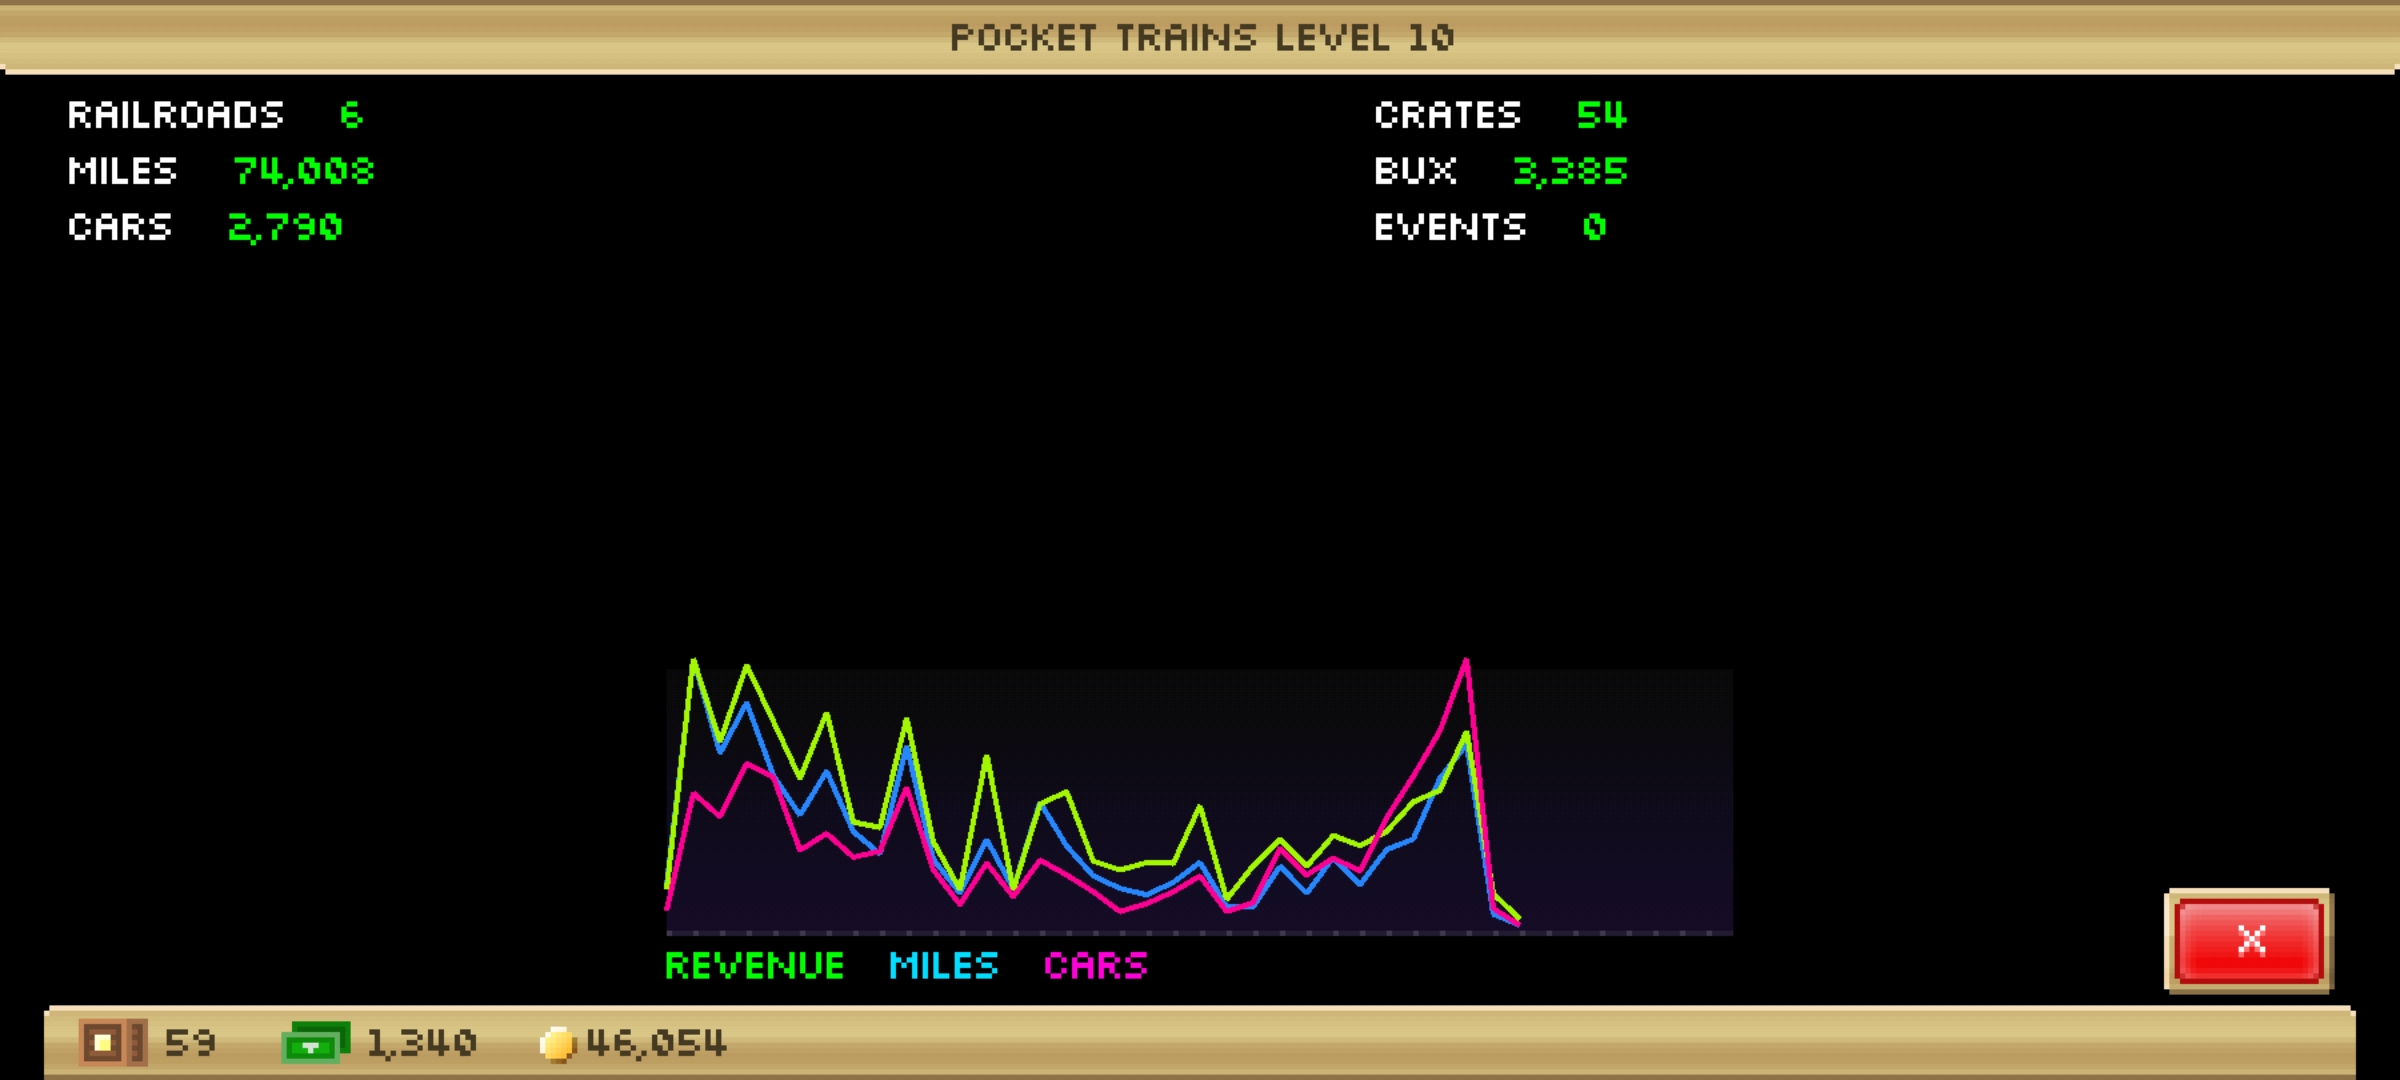 POCKET TRAINS LEVEL 10
RAILROADS 6
MILES 74,008
CARS 2,790
CRATES 54
BUX 3,385
EVENTS 0
REVENUE MILES CARS
X
59 1,340 46,054